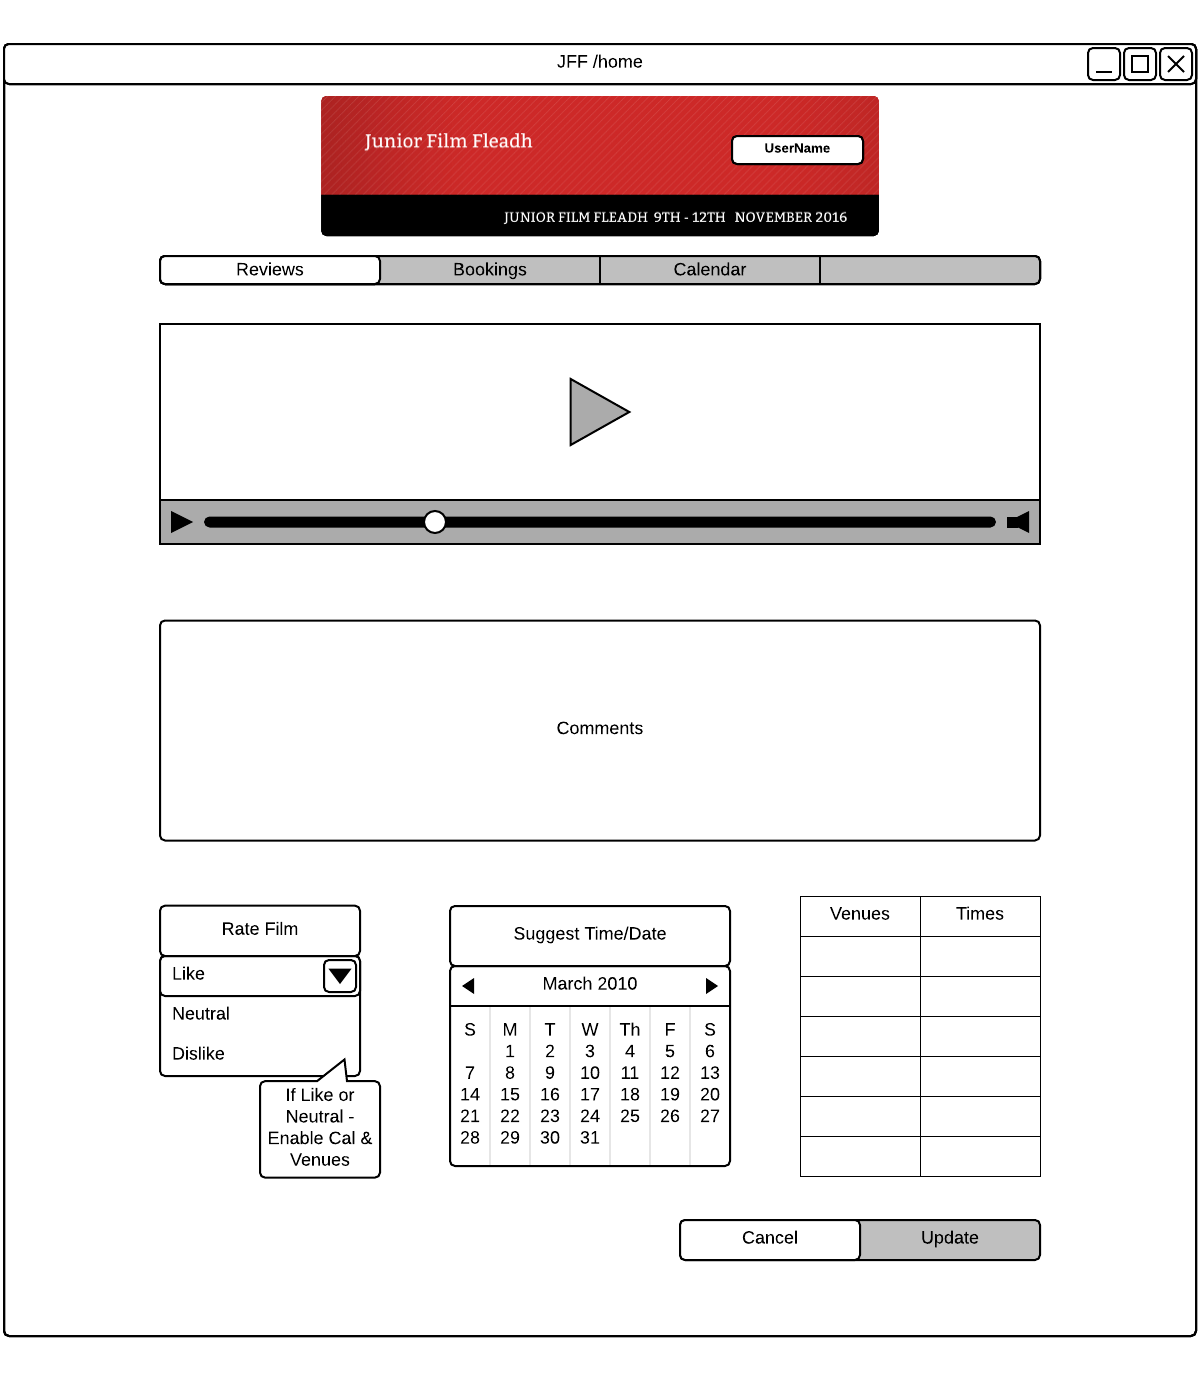 JFF /home
Junior Film Fleadh
UserName
JUNIOR FILM FLEADH 9TH - 12TH NOVEMBER 2016
Reviews Bookings Calendar
Comments
Rate Film
Like
Neutral
Dislike
If Like or
Neutral -
Enable Cal &
Venues
Suggest Time/Date
March 2010
S M T W Th F S
1 2 3 4 5 6
7 8 9 10 11 12 13
14 15 16 17 18 19 20
21 22 23 24 25 26 27
28 29 30 31
Venues Times
Cancel Update